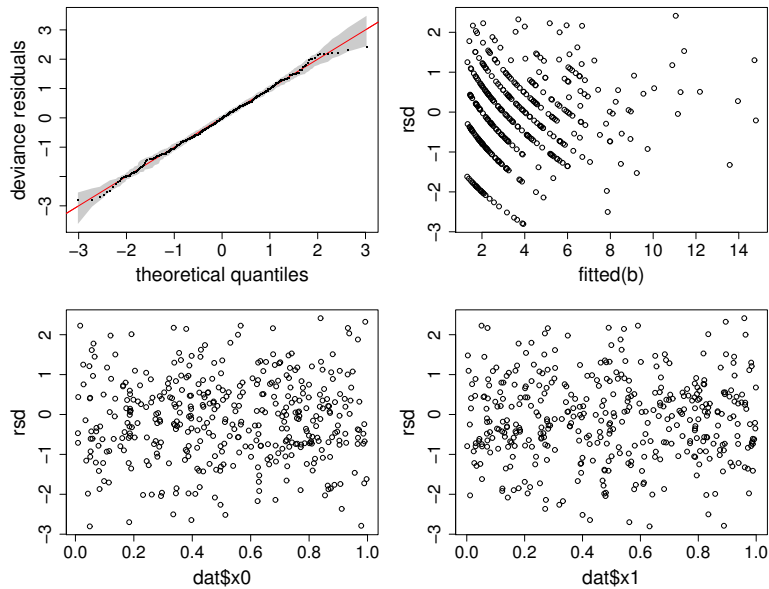 deviance residuals
3
2
1
0
−1
−3
−3 −2 −1 0 1 2 3
theoretical quantiles
rsd
2
1
0
−1
−2
−3
2 4 6 8 10 12 14
fitted(b)
rsd
2
1
0
−1
−2
−3
0.0 0.2 0.4 0.6 0.8 1.0
dat$x0
rsd
2
1
0
−1
−2
−3
0.0 0.2 0.4 0.6 0.8 1.0
dat$x1